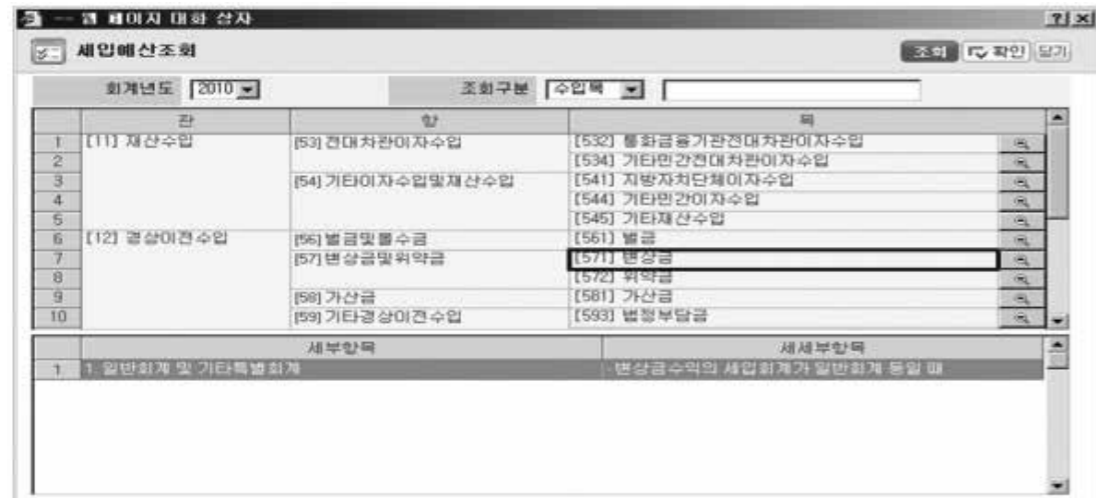 -- 웹 페이지 대화 상자
세입예산조회
조회 확인 닫기
회계년도 2010 조회구분 수입목
관 항 목
1 [11] 재산수입 [53] 전대차관이자수입 [532] 통화금융기관전대차관이자수입
2 [534] 기타민간전대차관이자수입
3 [54] 기타이자수입및재산수입 [541] 지방자치단체이자수입
4 [544] 기타민간이자수입
5 [545] 기타재산수입
6 [12] 경상이전수입 [56] 벌금및몰수금 [561] 벌금
7 [57] 변상금및위약금 [571] 변상금
8 [572] 위약금
9 [58] 가산금 [581] 가산금
10 [59] 기타경상이전수입 [593] 법정부담금
세부항목 세세부항목
1 1. 일반회계 및 기타특별회계 - 변상금수익의 세입회계가 일반회계 등일 때